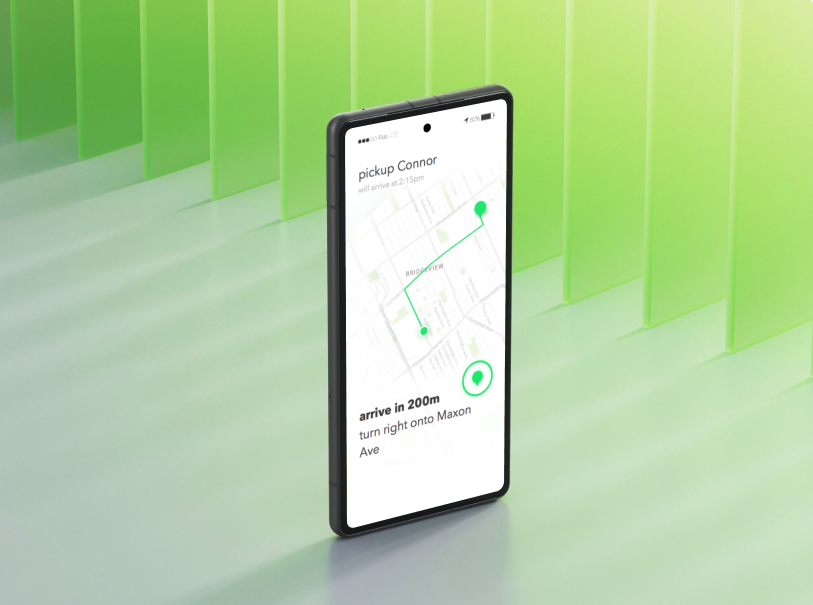 Fido LTE
82%
pickup Connor
will arrive at 2:15pm
BRIDGEVIEW
arrive in 200m
turn right onto Maxon
Ave